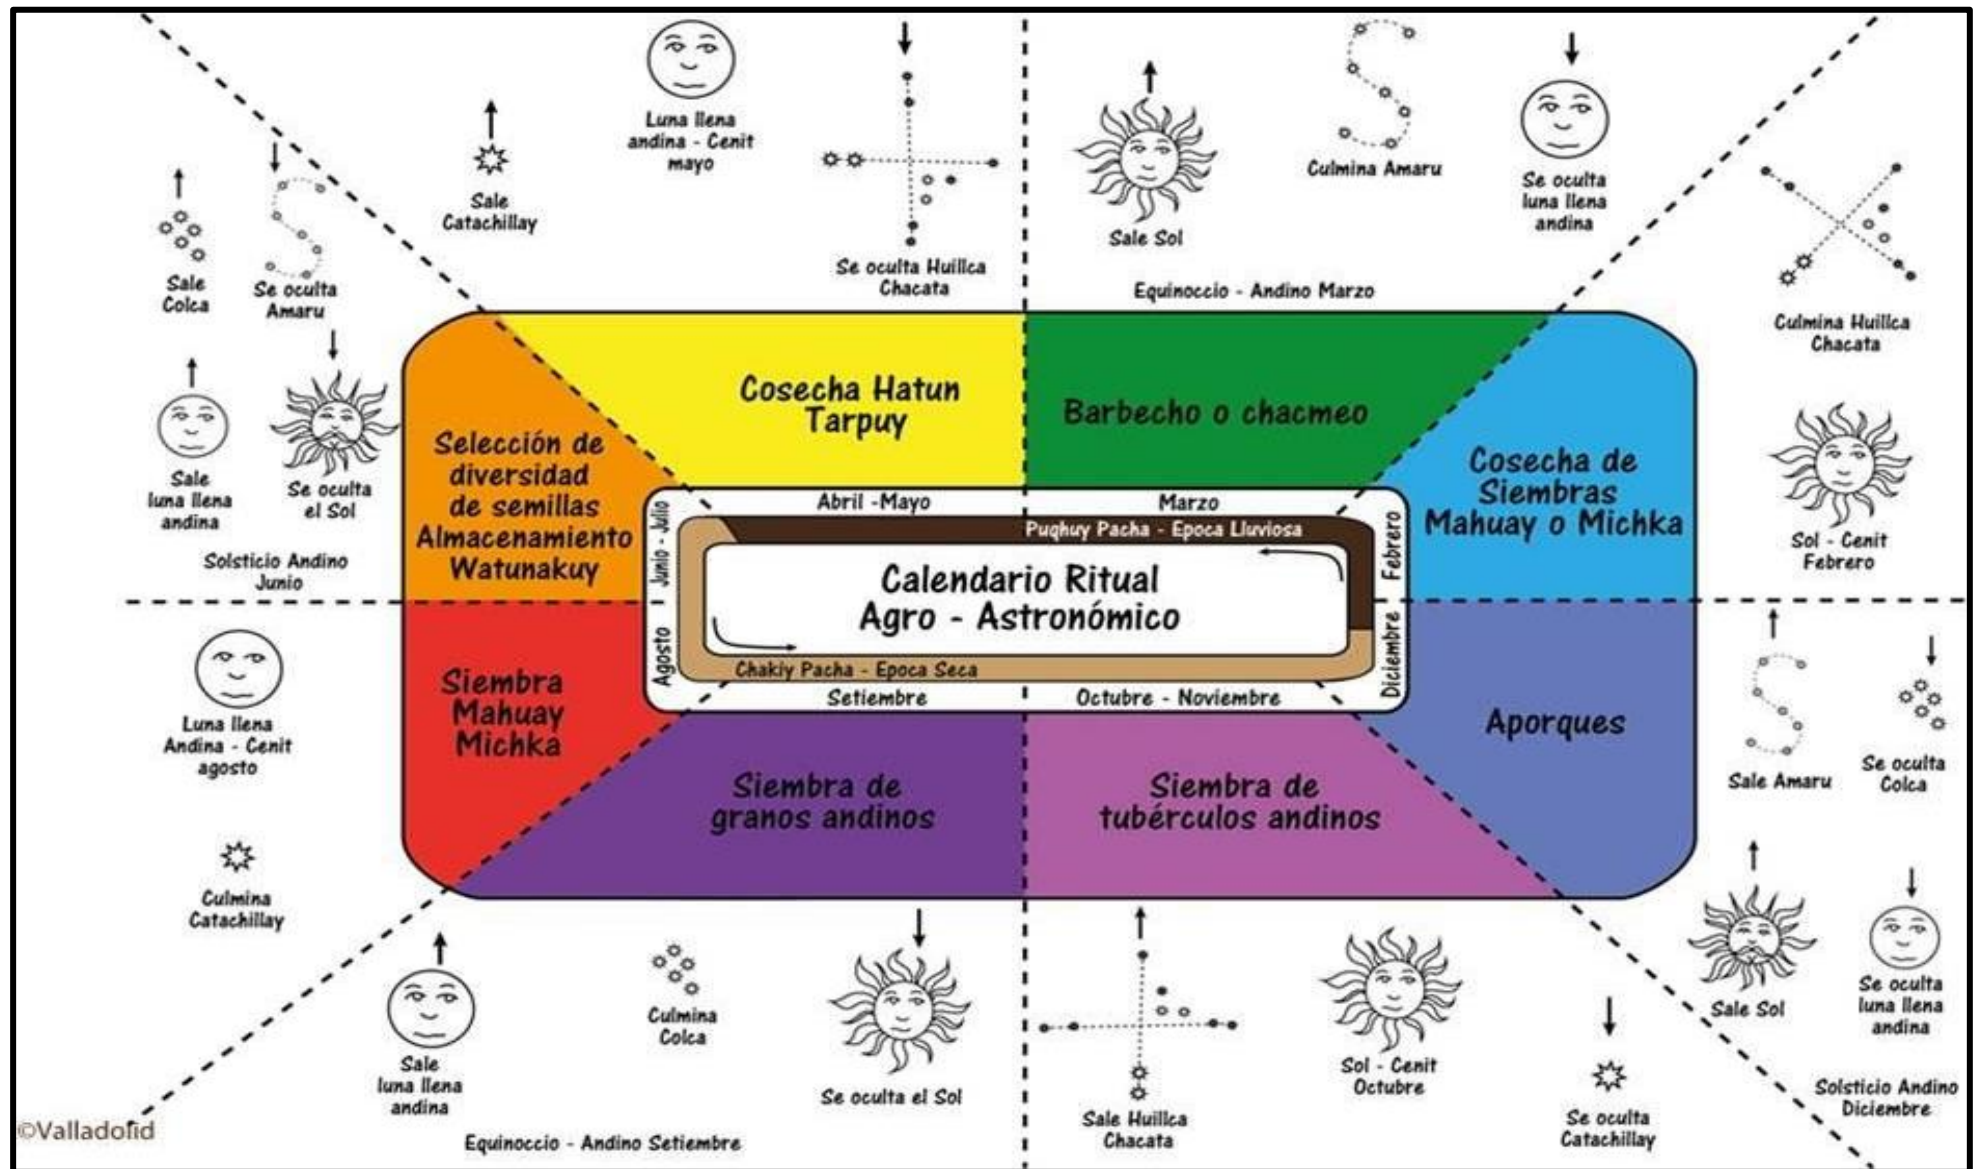 Luna llena
andina - Cenit
mayo
Sale
Catachillay
Se oculta Huillca
Chacata
Sale Sol
Culmina Amaru
Se oculta
luna llena
andina
Equinoccio - Andino Marzo
Sale
Colca
Se oculta
Amaru
Sale
luna llena
andina
Se oculta
el Sol
Solsticio Andino
Junio
Culmina Huillca
Chacata
Sol - Cenit
Febrero
Cosecha Hatun
Tarpuy
Barbecho o chacmeo
Selección de
diversidad
de semillas
Almacenamiento
Watunakuy
Cosecha de
Siembras
Mahuay o Michka
Abril -Mayo
Marzo
Junio - Julio
Febrero
Puqhuy Pacha - Epoca Lluviosa
Calendario Ritual
Agro - Astronómico
Chakiy Pacha - Epoca Seca
Agosto
Diciembre
Setiembre
Octubre - Noviembre
Siembra
Mahuay
Michka
Aporques
Siembra de
granos andinos
Siembra de
tubérculos andinos
Luna llena
Andina - Cenit
agosto
Culmina
Catachillay
Sale Amaru
Se oculta
Colca
Sale Sol
Se oculta
luna llena
andina
Solsticio Andino
Diciembre
Sale
luna llena
andina
Culmina
Colca
Se oculta el Sol
Equinoccio - Andino Setiembre
Sale Huillca
Chacata
Sol - Cenit
Octubre
Se oculta
Catachillay
©Valladolid